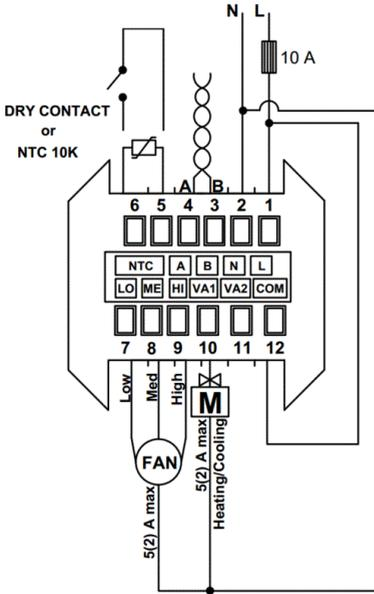 N L
10 A
DRY CONTACT
or
NTC 10K
A B
6 5 4 3 2 1
NTC A B N L
LO ME HI VA1 VA2 COM
7 8 9 10 11 12
Low
Med
High
M
FAN
5(2) A max
5(2) A max
Heating/Cooling